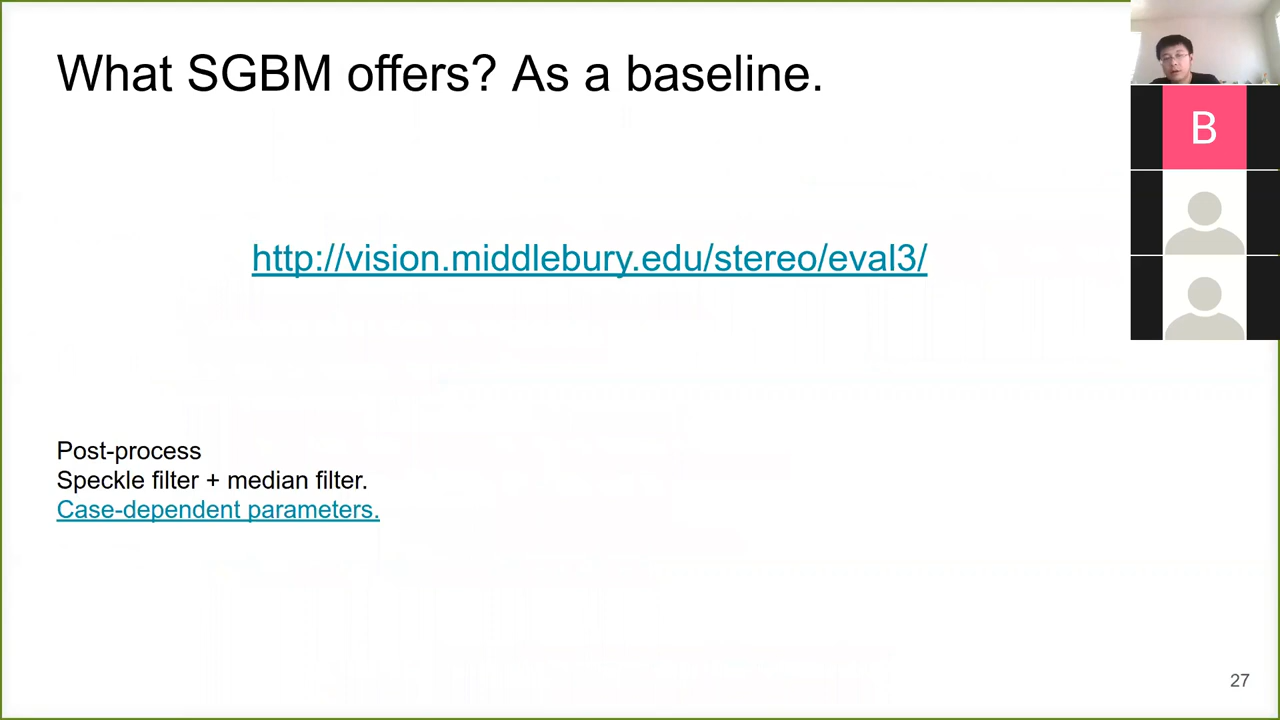 What SGBM offers? As a baseline.
B
http://vision.middlebury.edu/stereo/eval3/
Post-process
Speckle filter + median filter.
Case-dependent parameters.
27